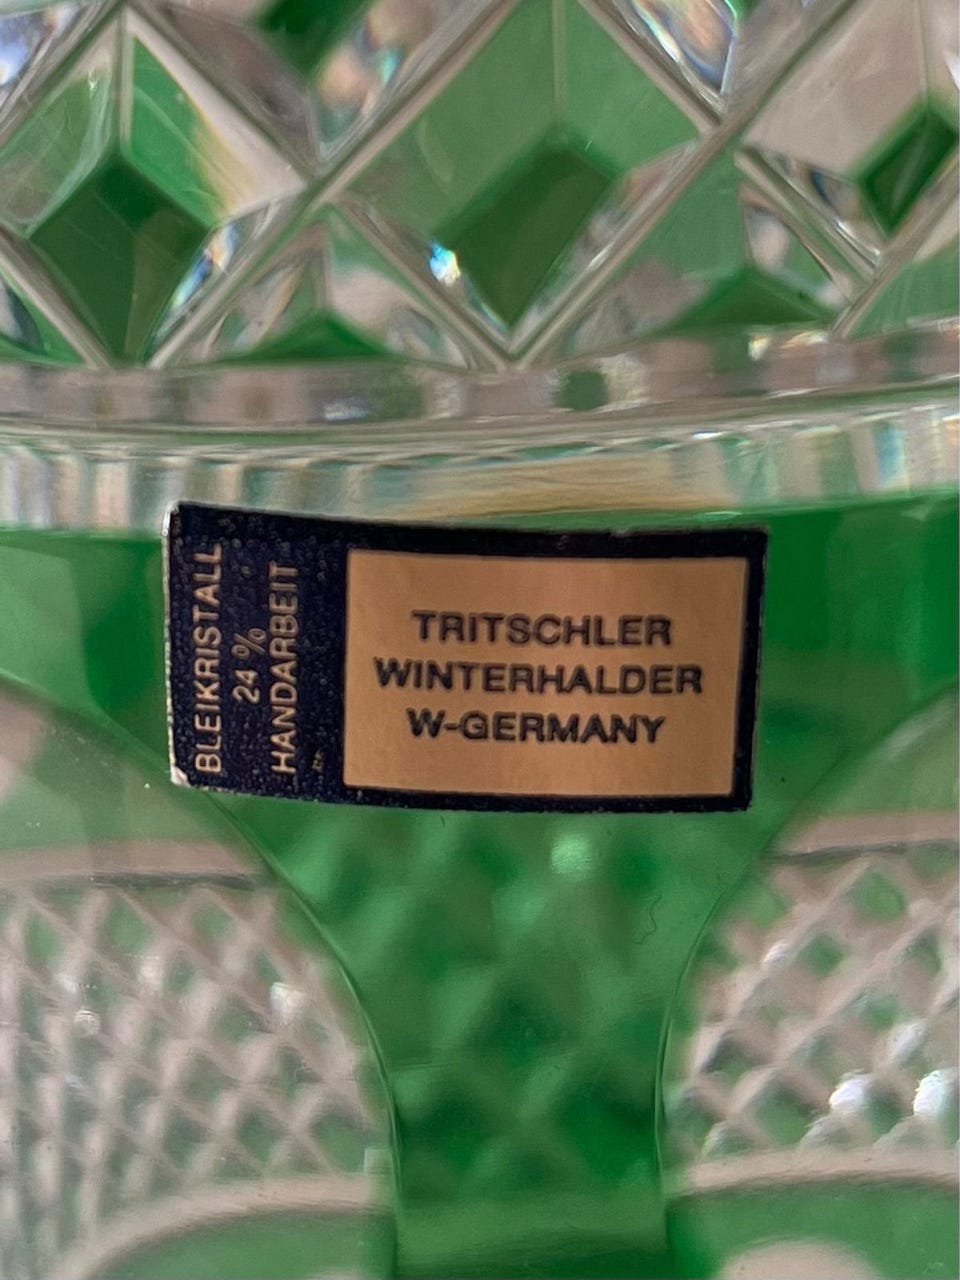 BLEIKRISTALL
24 %
HANDARBEIT
TRITSCHLER
WINTERHALDER
W-GERMANY